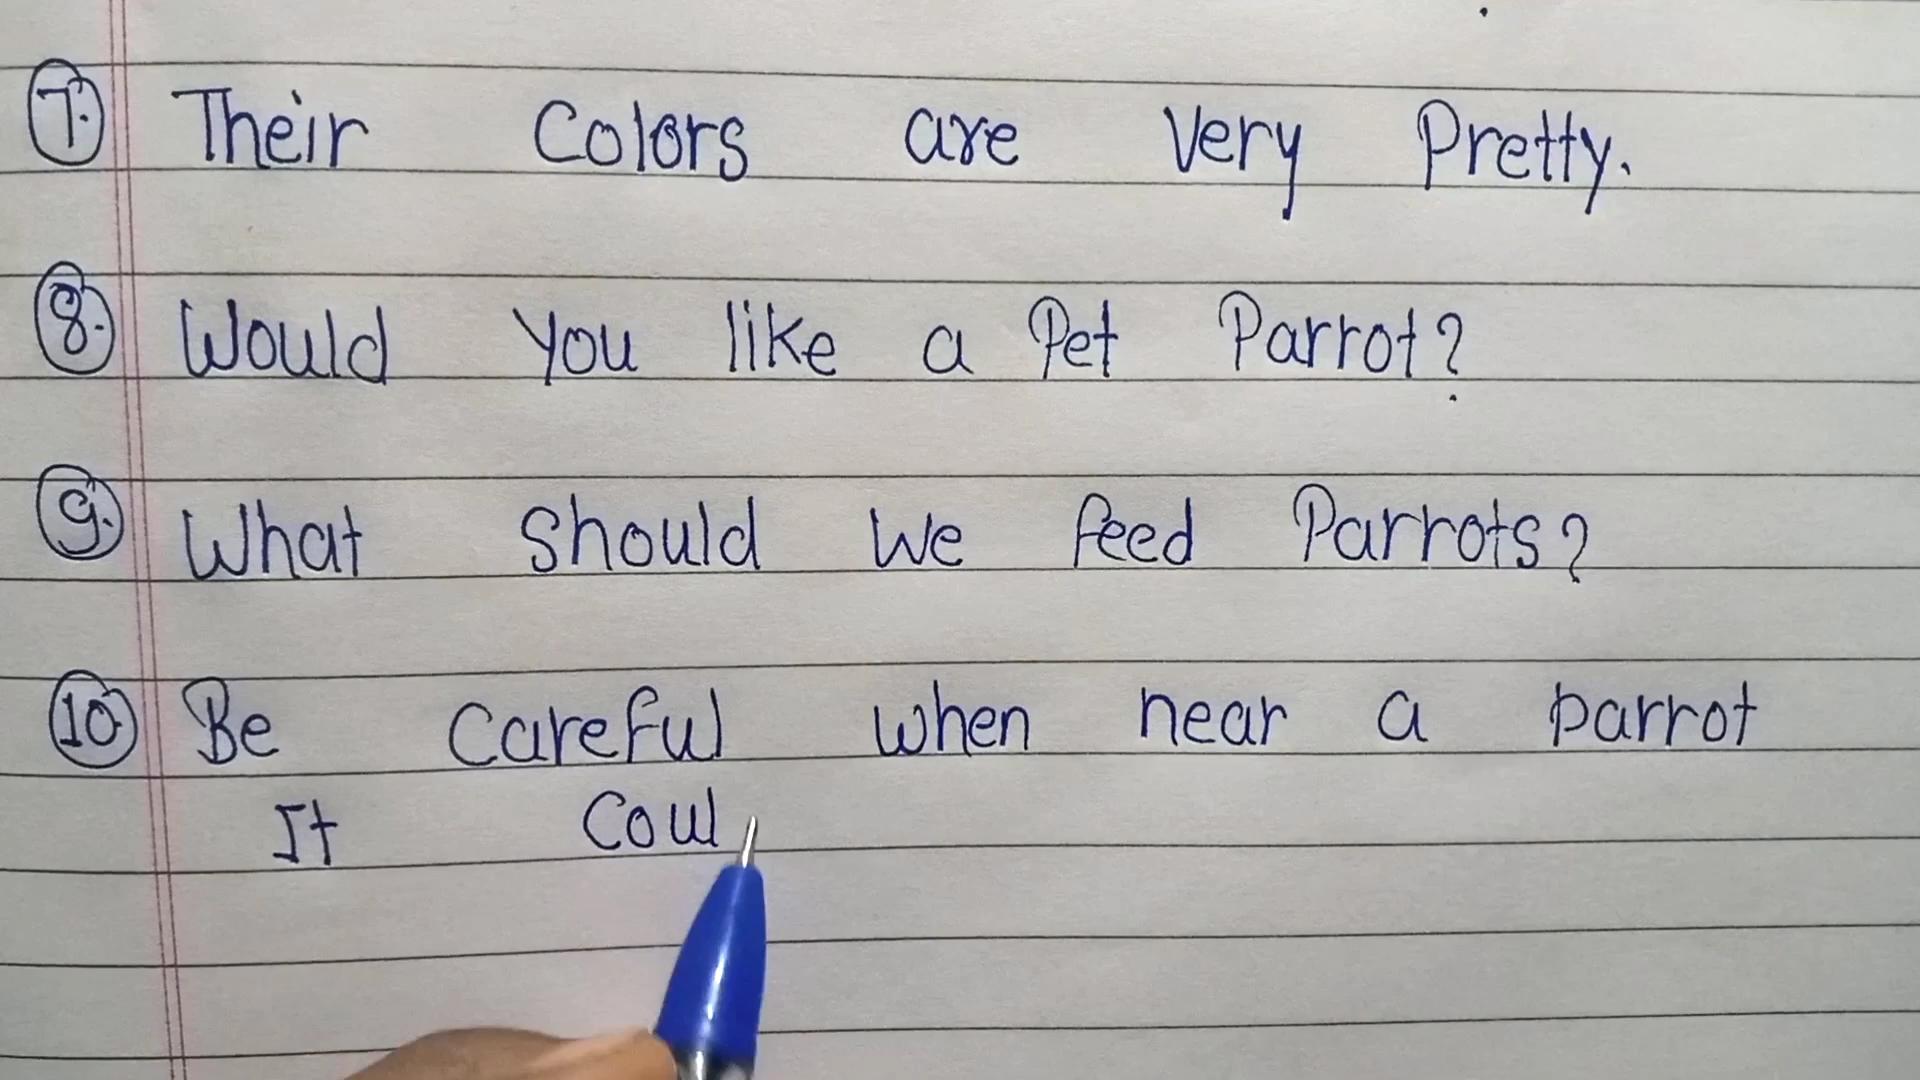 7. Their Colors are Very Pretty.
8. Would You like a Pet Parrot?
9. What should We feed Parrots?
10. Be Careful when near a parrot
It Coul